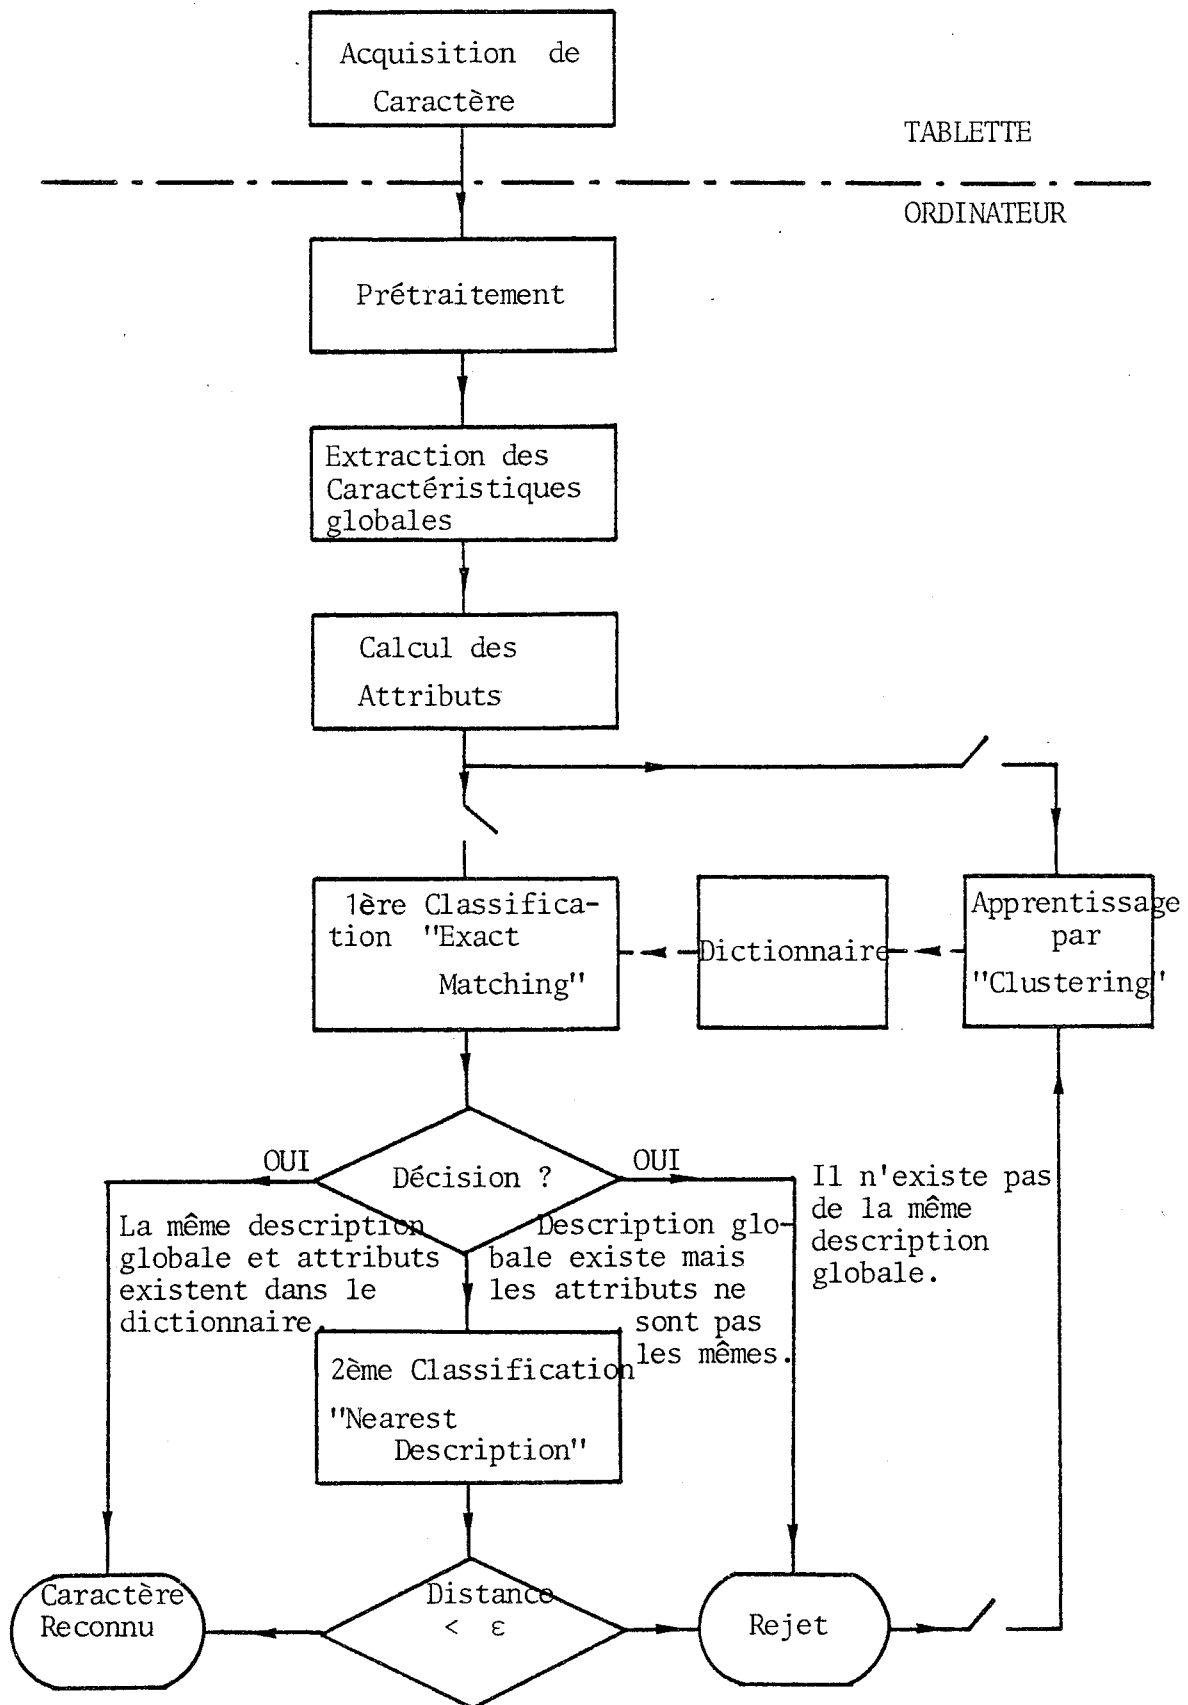 Acquisition de
Caractère
TABLETTE
ORDINATEUR
Prétraitement
Extraction des
Caractéristiques
globales
Calcul des
Attributs
1ère Classifica-
tion "Exact
Matching"
Dictionnaire
Apprentissage
par
"Clustering"
OUI
Décision ?
OUI
La même description
globale et attributs
existent dans le
dictionnaire.
Description glo-
bale existe mais
les attributs ne
sont pas
les mêmes.
Il n'existe pas
de la même
description
globale.
2ème Classification
"Nearest
Description"
Caractère
Reconnu
Distance
< ε
Rejet